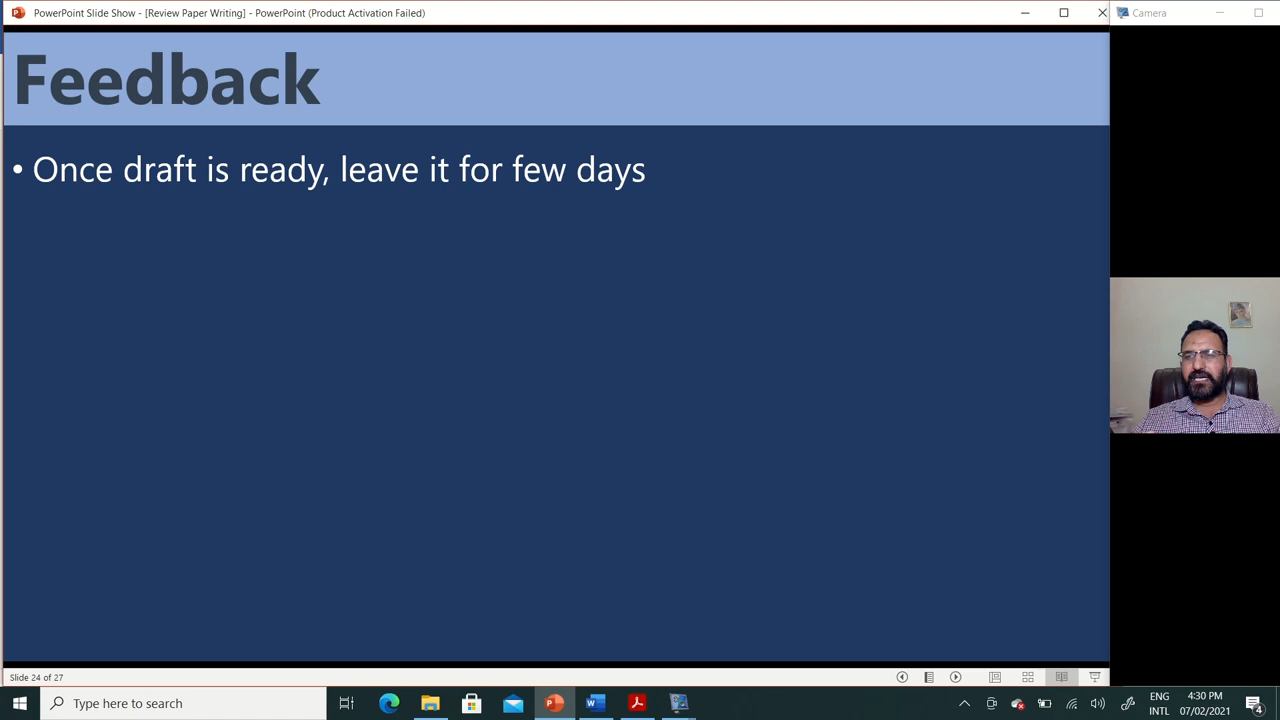 PowerPoint Slide Show - [Review Paper Writing] - PowerPoint (Product Activation Failed)
Camera
Feedback
• Once draft is ready, leave it for few days
Slide 24 of 27
Type here to search
ENG
INTL
4:30 PM
07/02/2021
4